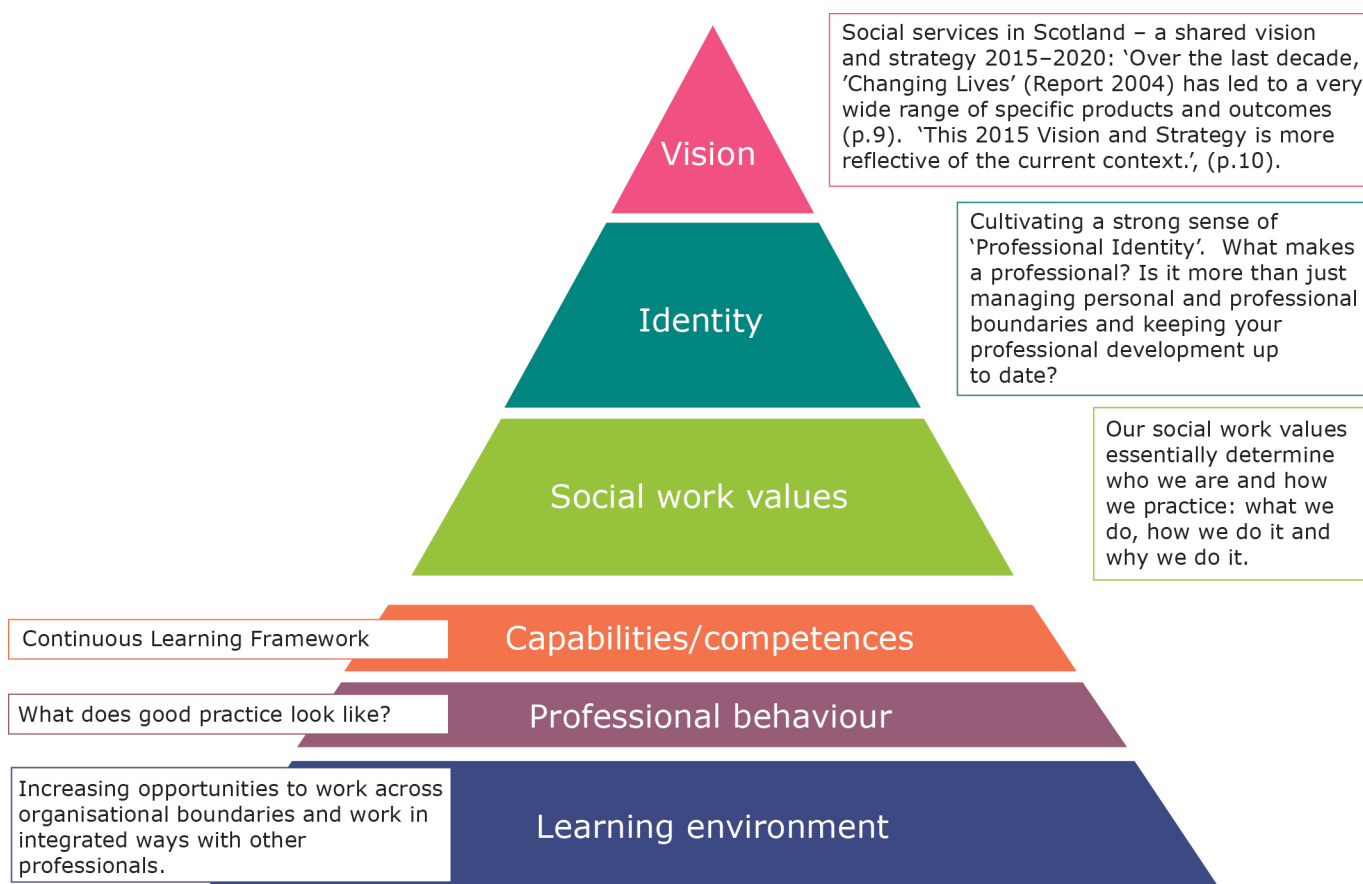 Vision
Social services in Scotland – a shared vision
and strategy 2015–2020: ‘Over the last decade,
’Changing Lives’ (Report 2004) has led to a very
wide range of specific products and outcomes
(p.9).  ‘This 2015 Vision and Strategy is more
reflective of the current context.’, (p.10).
Identity
Cultivating a strong sense of
‘Professional Identity’.  What makes
a professional? Is it more than just
managing personal and professional
boundaries and keeping your
professional development up
to date?
Social work values
Our social work values
essentially determine
who we are and how
we practice: what we
do, how we do it and
why we do it.
Continuous Learning Framework
Capabilities/competences
What does good practice look like?
Professional behaviour
Increasing opportunities to work across
organisational boundaries and work in
integrated ways with other
professionals.
Learning environment